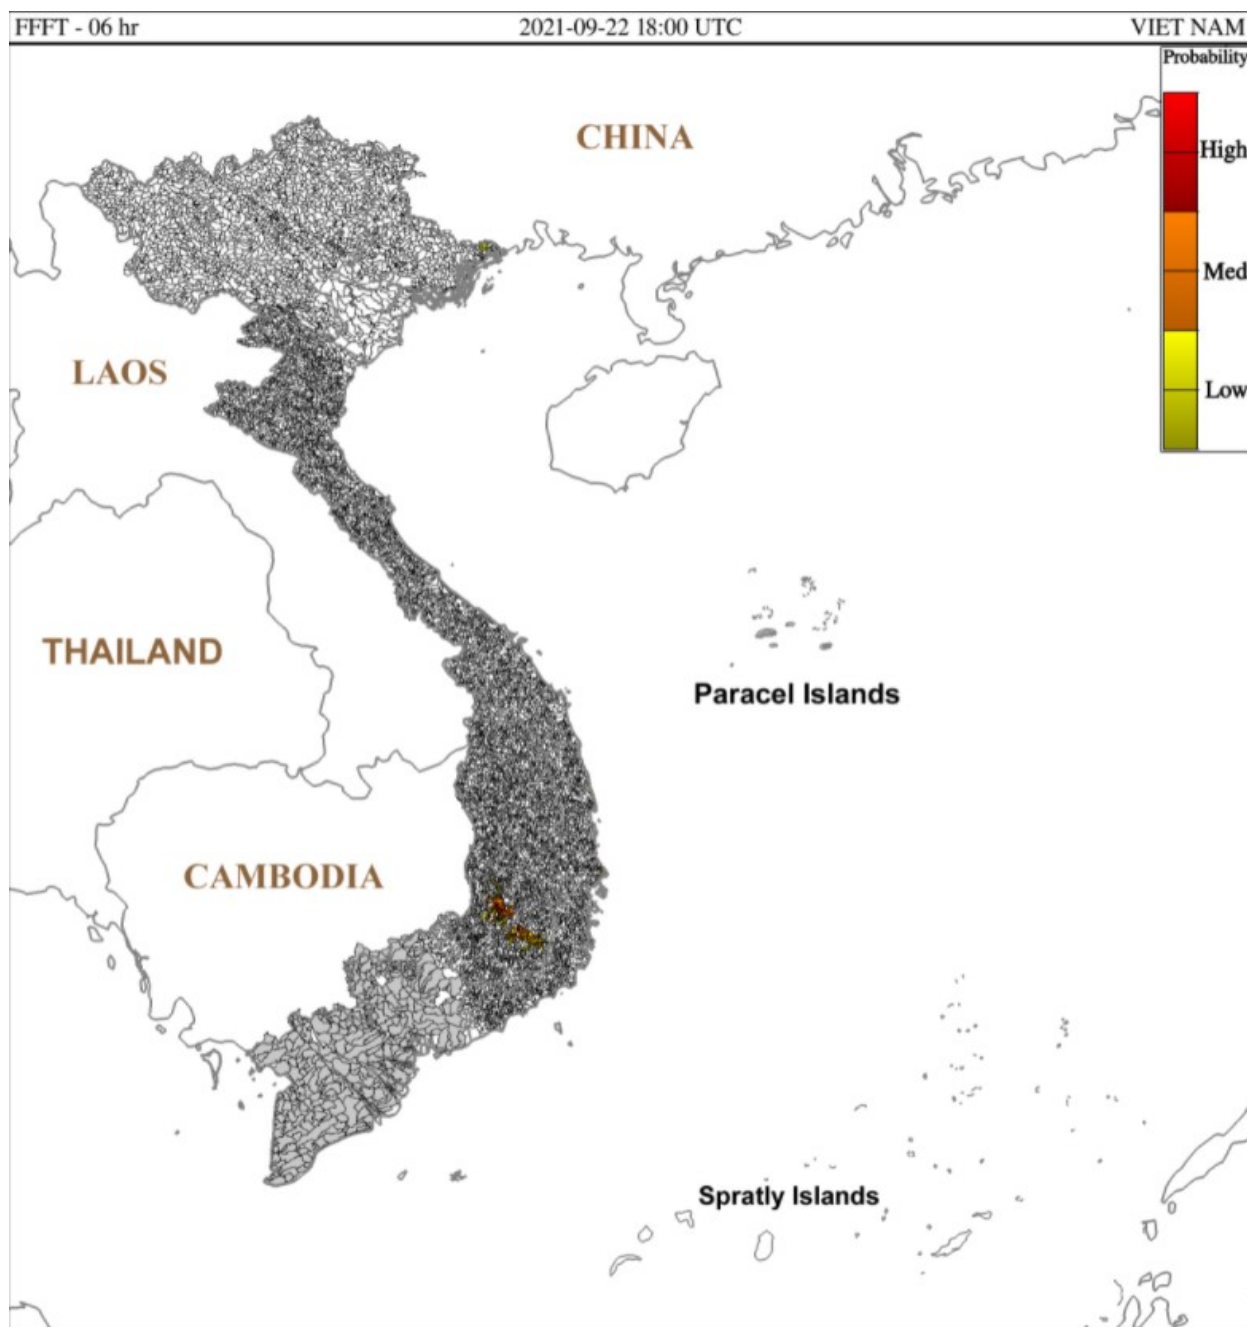 FFFT - 06 hr 2021-09-22 18:00 UTC VIET NAM
Probability
CHINA
High
Med
LAOS
Low
THAILAND
Paracel Islands
CAMBODIA
Spratly Islands